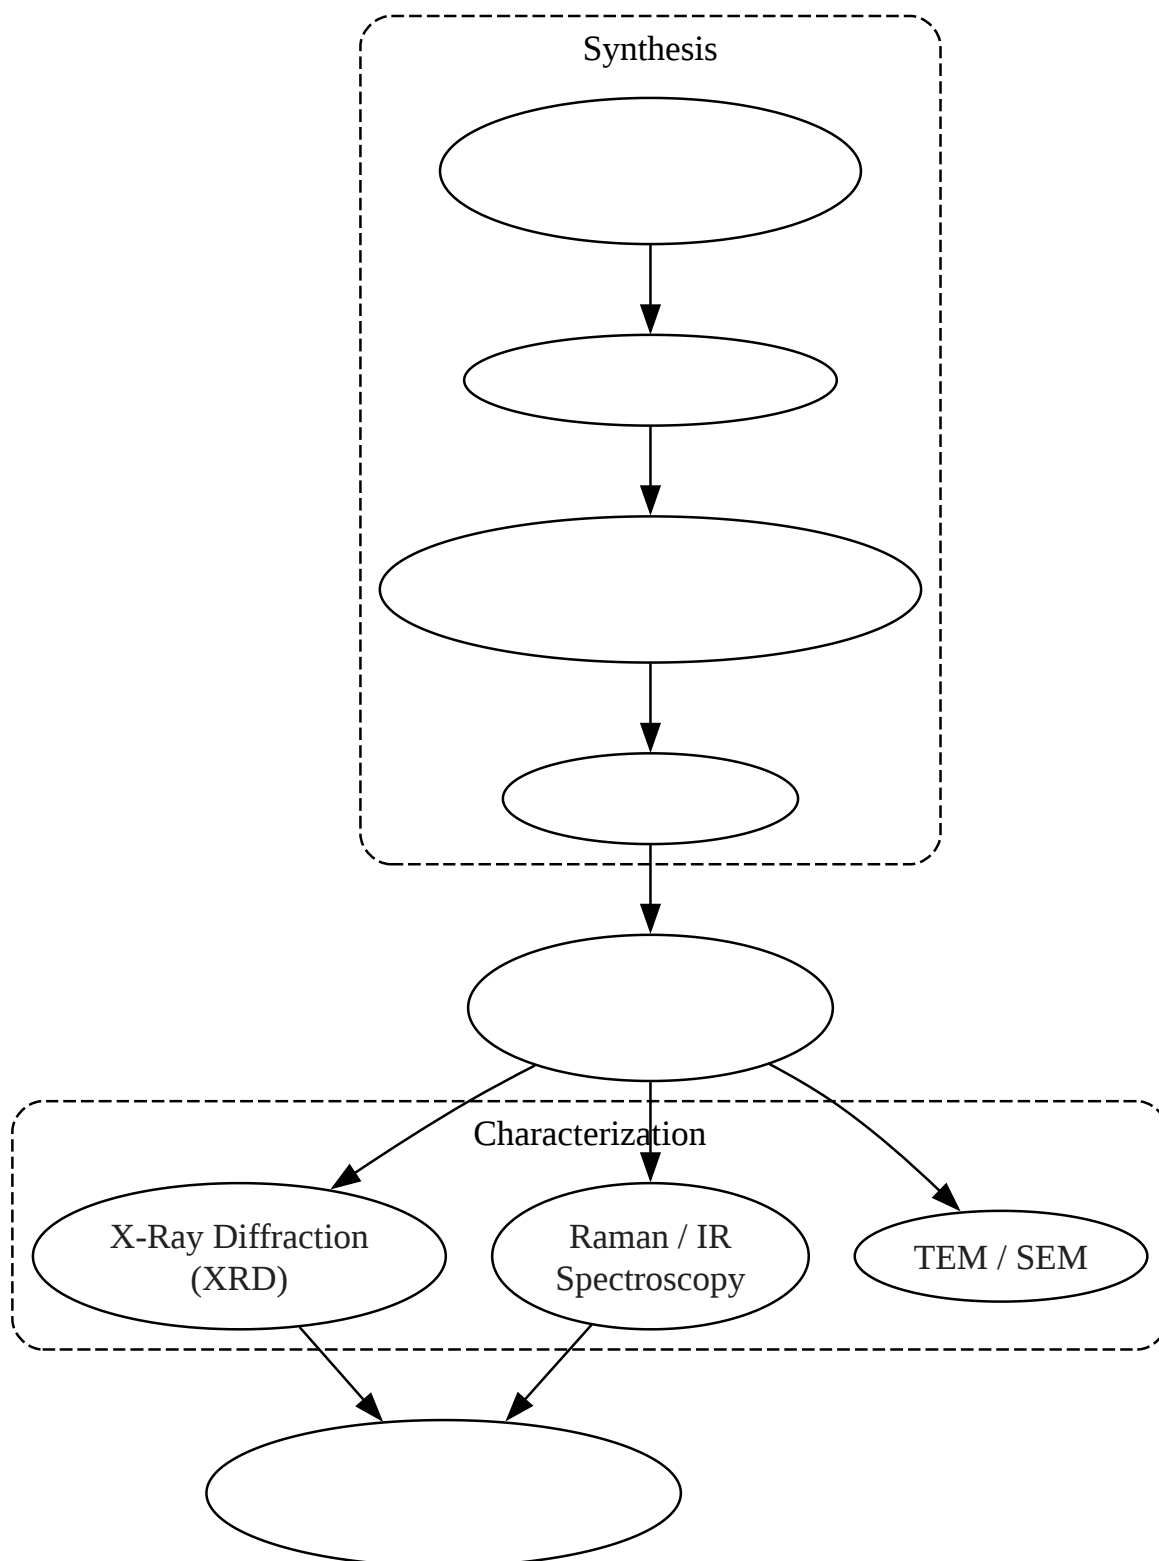 Synthesis
Characterization
X-Ray Diffraction
(XRD)
Raman / IR
Spectroscopy
TEM / SEM